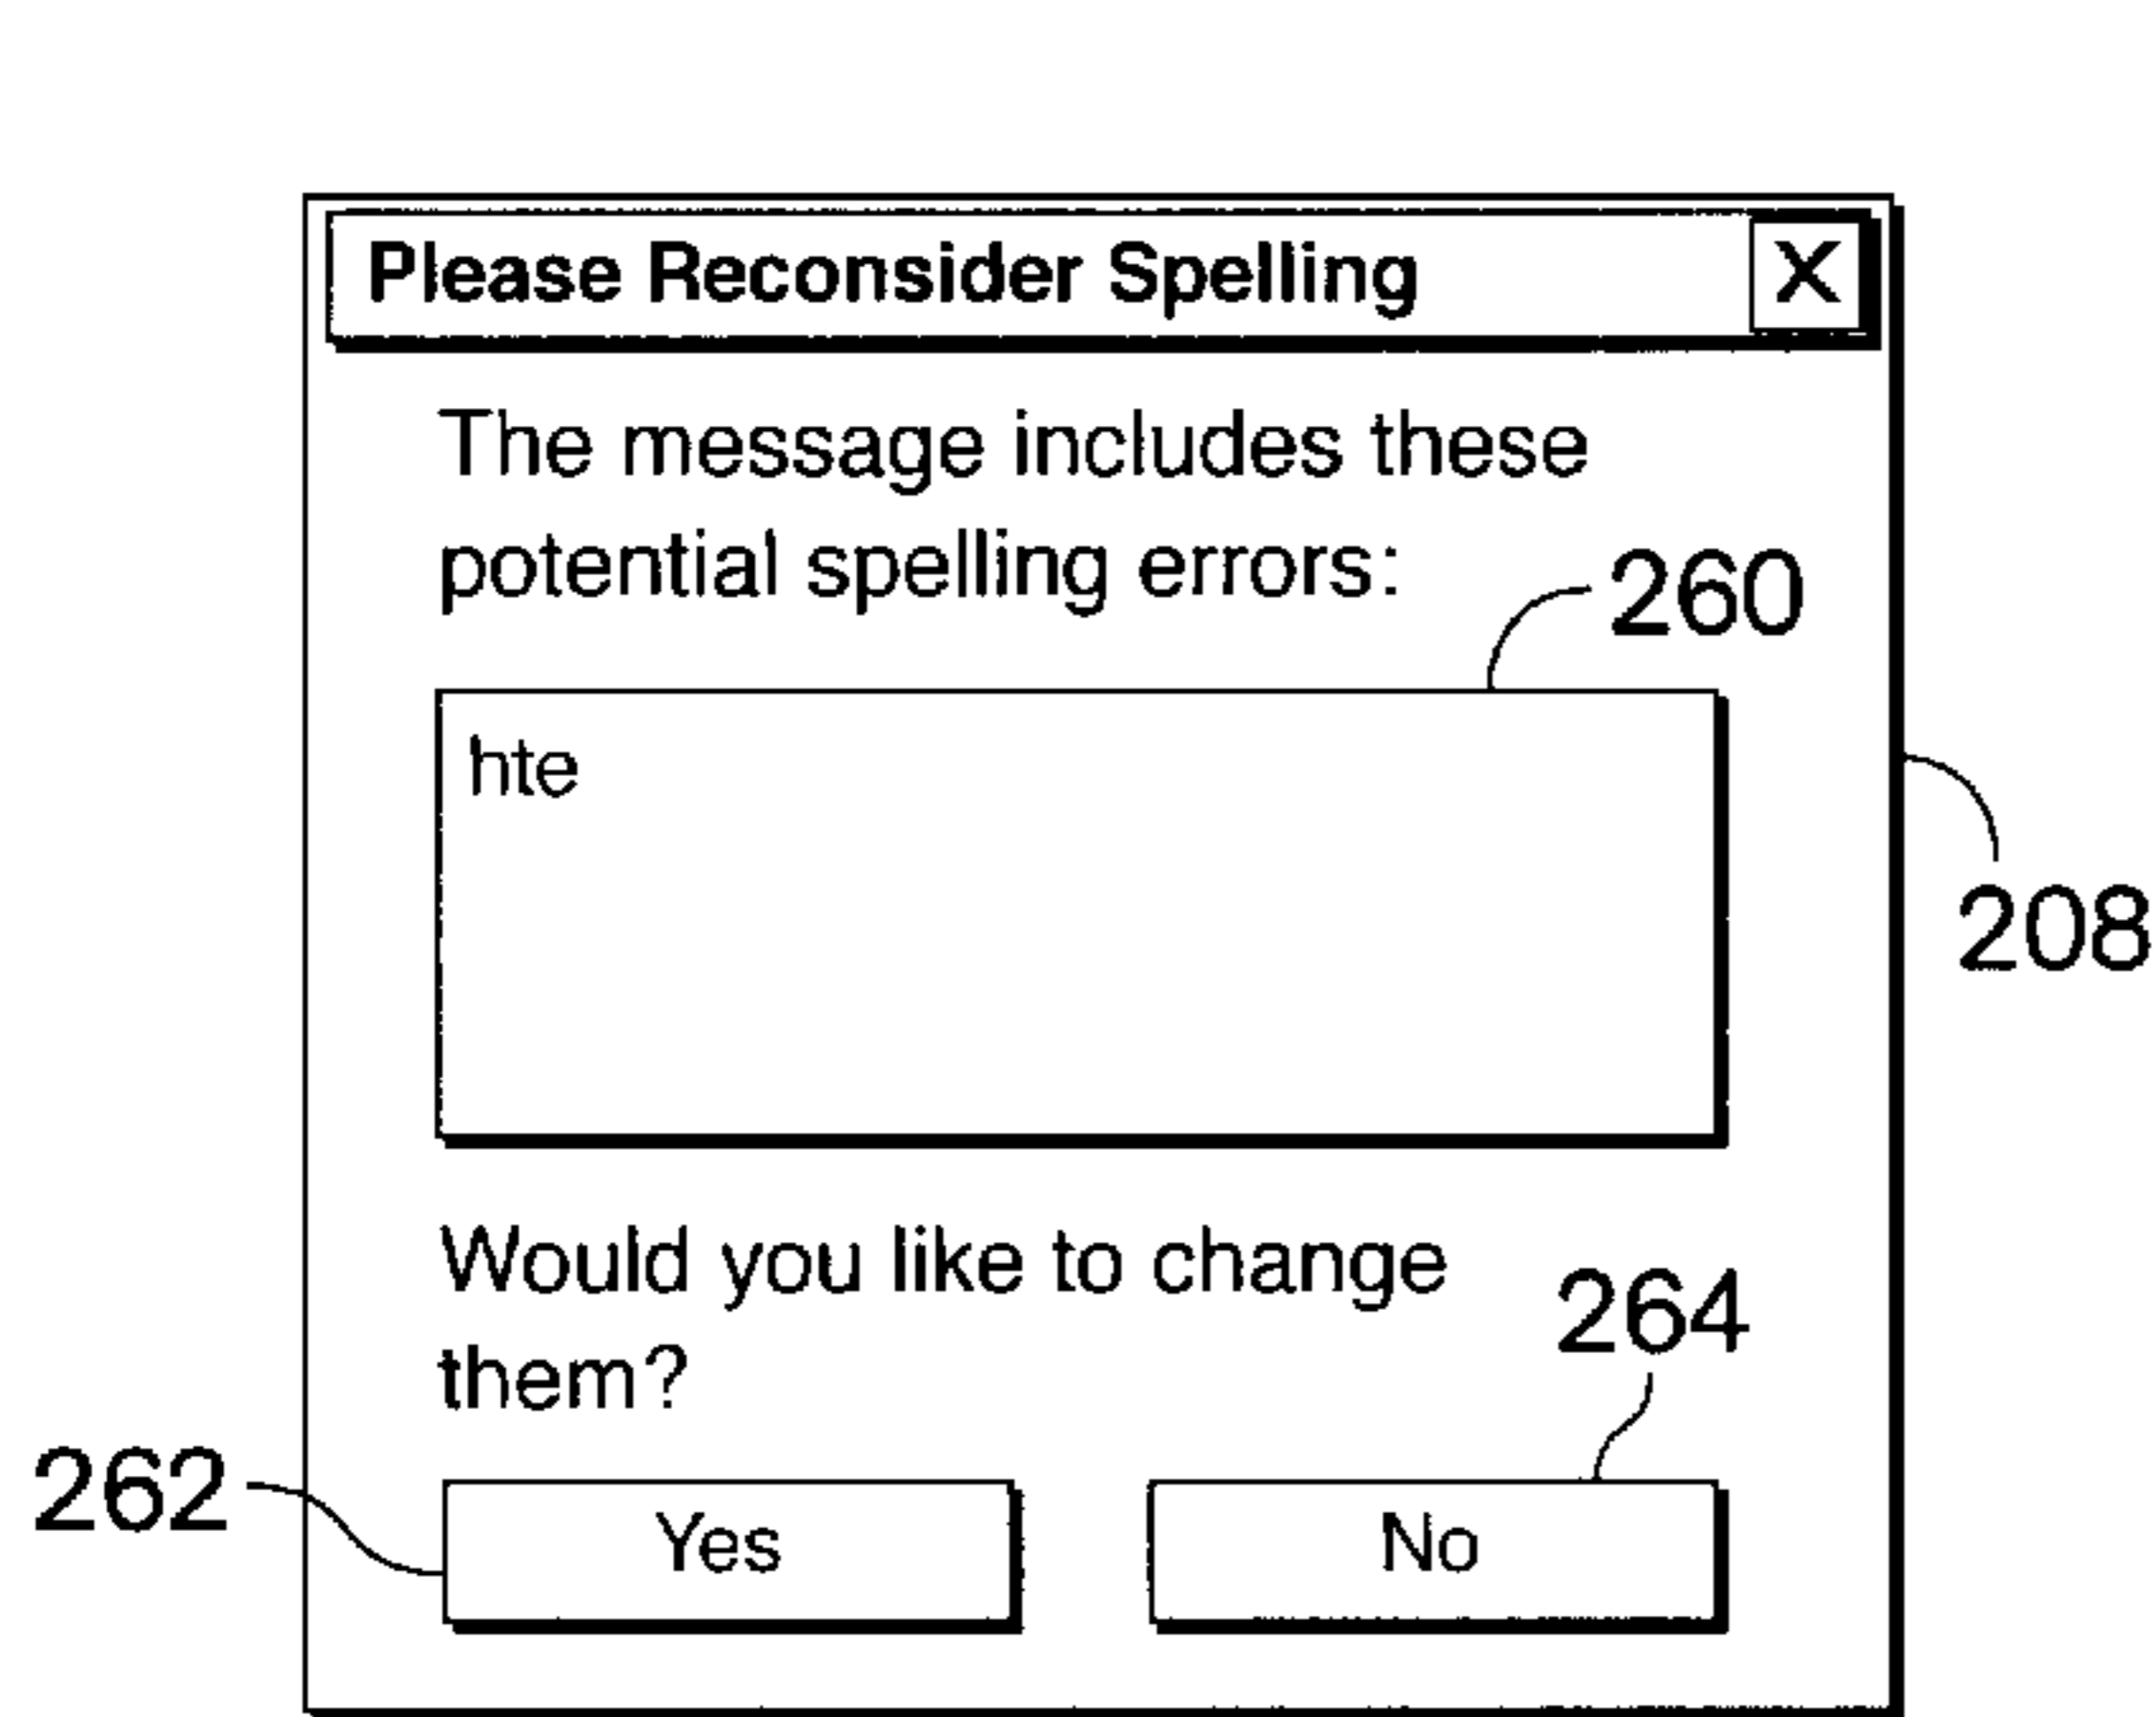 Please Reconsider Spelling X
The message includes these
potential spelling errors:
260
hte
208
Would you like to change
264
them?
262
Yes No